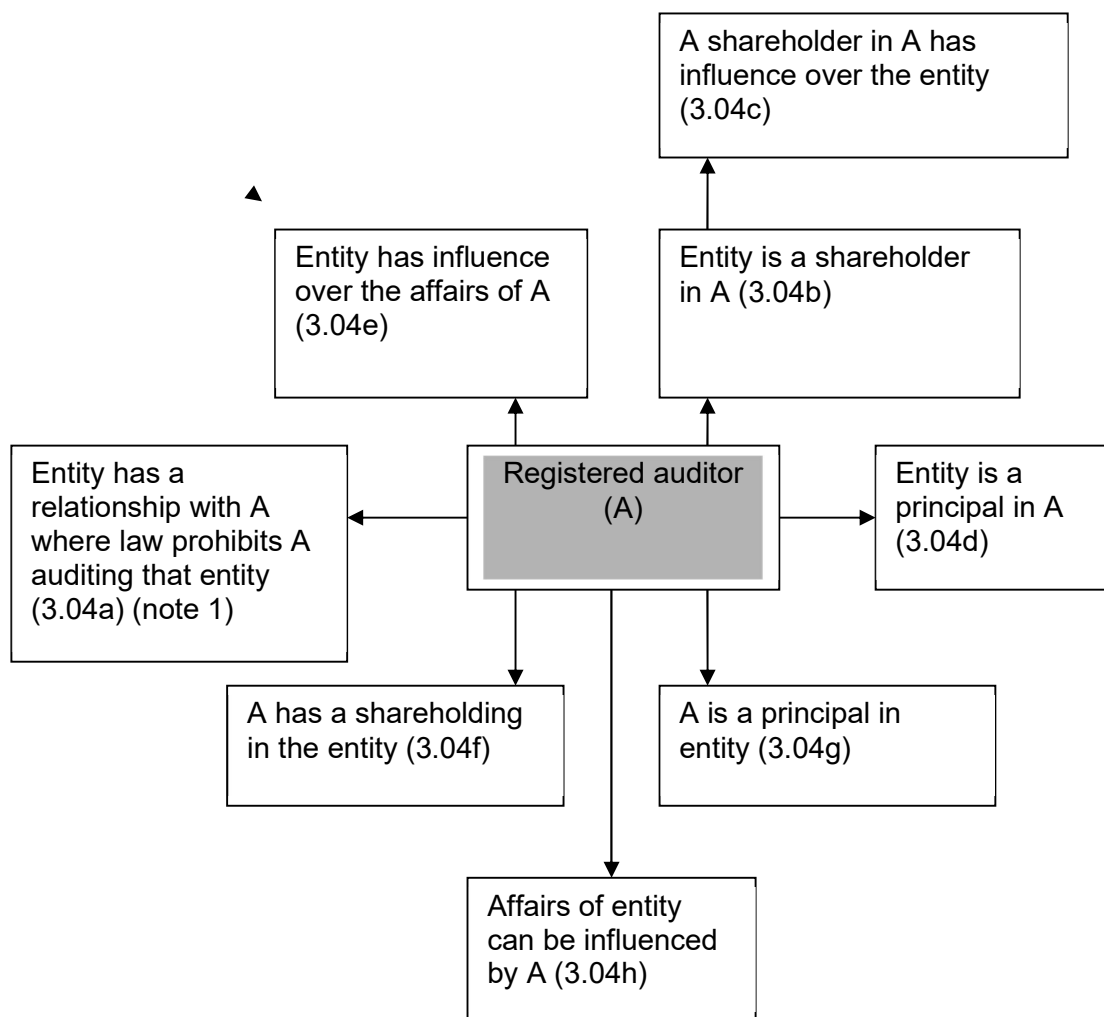 A shareholder in A has
influence over the entity
(3.04c)
Entity has influence
over the affairs of A
(3.04e)
Entity is a shareholder
in A (3.04b)
Entity has a
relationship with A
where law prohibits A
auditing that entity
(3.04a) (note 1)
Registered auditor
(A)
Entity is a
principal in A
(3.04d)
A has a shareholding
in the entity (3.04f)
A is a principal in
entity (3.04g)
Affairs of entity
can be influenced
by A (3.04h)